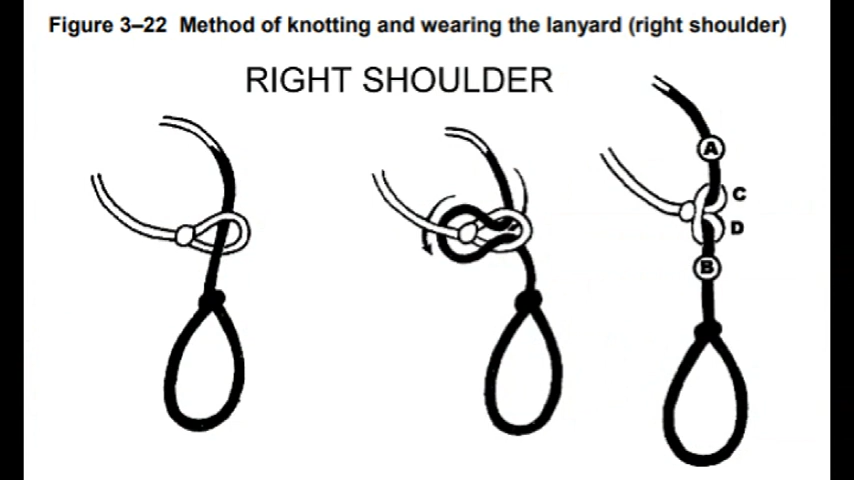 Figure 3–22 Method of knotting and wearing the lanyard (right shoulder)
RIGHT SHOULDER
A
C
D
B